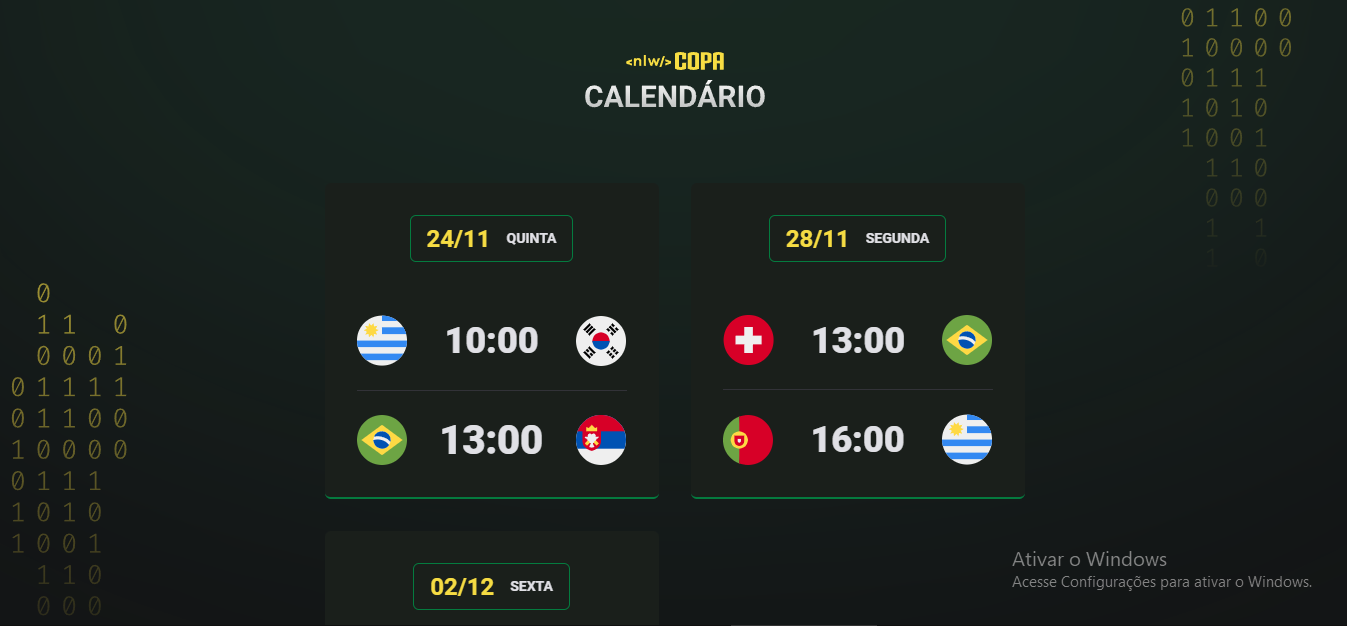 <nlw/> COPA
CALENDÁRIO
0 1 1 0 0
1 0 0 0 0
0 1 1 1
1 0 1 0
1 0 0 1
1 1 0
0 0 0
1 1
1 0
24/11 QUINTA
10:00
13:00
28/11 SEGUNDA
13:00
16:00
0
1 1 0
0 0 0 1
0 1 1 1 1
0 1 1 0 0
1 0 0 0 0
0 1 1 1
1 0 1 0
1 0 0 1
1 1 0
0 0 0
02/12 SEXTA
Ativar o Windows
Acesse Configurações para ativar o Windows.